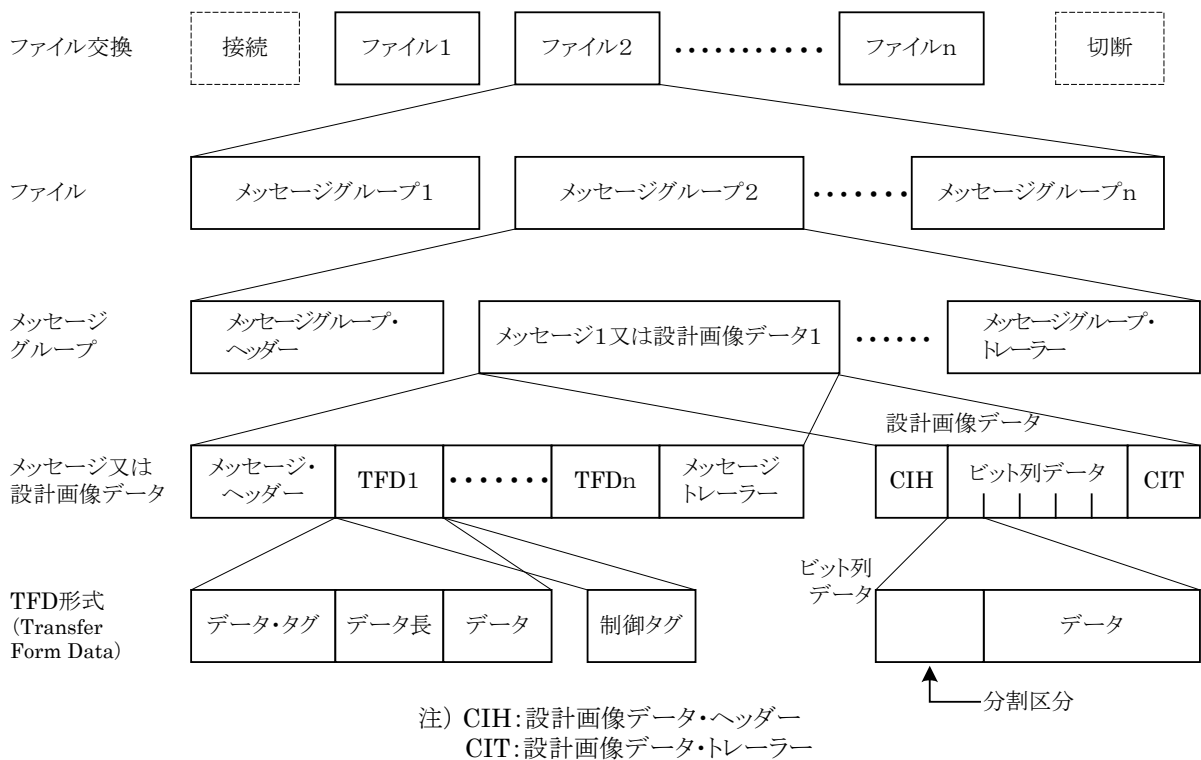 ファイル交換
接続
ファイル1
ファイル2
・・・・・・・・・・・
ファイルn
切断
ファイル
メッセージグループ1
メッセージグループ2
・・・・・・・
メッセージグループn
メッセージ
グループ
メッセージグループ・
ヘッダー
メッセージ1又は設計画像データ1
・・・・・・
メッセージグループ・
トレーラー
設計画像データ
メッセージ又は
設計画像データ
メッセージ・
ヘッダー
TFD1
・・・・・・・
TFDn
メッセージ
トレーラー
CIH
ビット列データ
CIT
ビット列
データ
TFD形式
(Transfer
Form Data)
データ・タグ
データ長
データ
制御タグ
データ
分割区分
注) CIH:設計画像データ・ヘッダー
CIT:設計画像データ・トレーラー